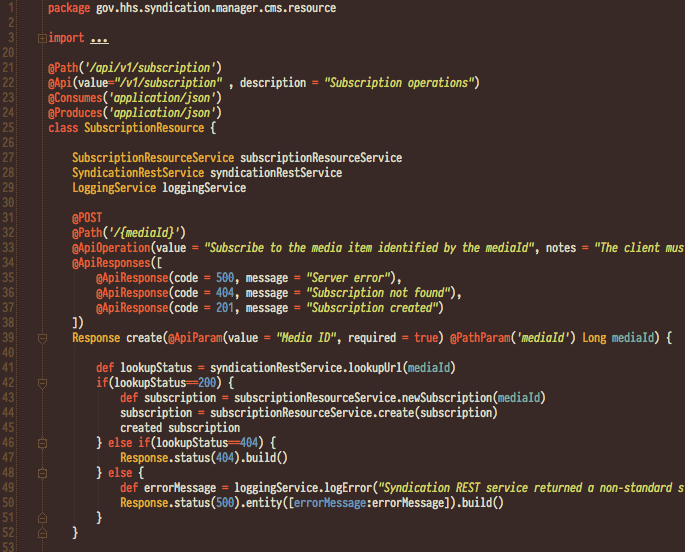 1 package gov.hhs.syndication.manager.cms.resource
2
3 import ...
20
21 @Path('/api/v1/subscription')
22 @Api(value="/v1/subscription" , description = "Subscription operations")
23 @Consumes('application/json')
24 @Produces('application/json')
25 class SubscriptionResource {
26
27 SubscriptionResourceService subscriptionResourceService
28 SyndicationRestService syndicationRestService
29 LoggingService loggingService
30
31 @POST
32 @Path('/{mediaId}')
33 @ApiOperation(value = "Subscribe to the media item identified by the mediaId", notes = "The client mus
34 @ApiResponses([
35 @ApiResponse(code = 500, message = "Server error"),
36 @ApiResponse(code = 404, message = "Subscription not found"),
37 @ApiResponse(code = 201, message = "Subscription created")
38 ])
39 Response create(@ApiParam(value = "Media ID", required = true) @PathParam('mediaId') Long mediaId) {
40
41 def lookupStatus = syndicationRestService.lookupUrl(mediaId)
42 if(lookupStatus==200) {
43 def subscription = subscriptionResourceService.newSubscription(mediaId)
44 subscription = subscriptionResourceService.create(subscription)
45 created subscription
46 } else if(lookupStatus==404) {
47 Response.status(404).build()
48 } else {
49 def errorMessage = loggingService.logError("Syndication REST service returned a non-standard s
50 Response.status(500).entity([errorMessage:errorMessage]).build()
51 }
52 }
53